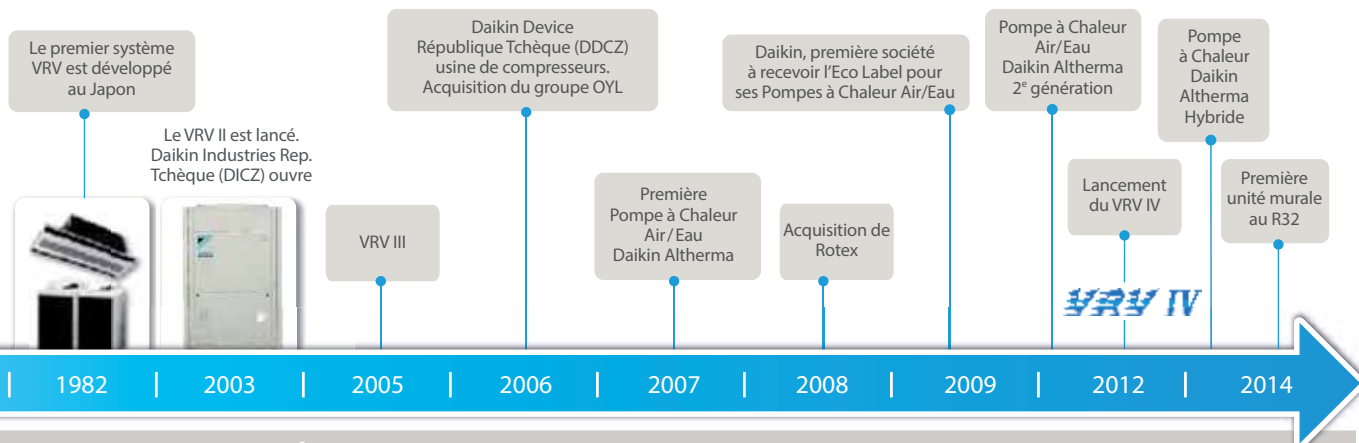 Le premier système
VRV est développé
au Japon
Le VRV II est lancé.
Daikin Industries Rep.
Tchèque (DICZ) ouvre
VRV III
Daikin Device
République Tchèque (DDCZ)
usine de compresseurs.
Acquisition du groupe OYL
Première
Pompe à Chaleur
Air/Eau
Daikin Altherma
Acquisition de
Rotex
Daikin, première société
à recevoir l’Eco Label pour
ses Pompes à Chaleur Air/Eau
Pompe à Chaleur
Air/Eau
Daikin Altherma
2e génération
Lancement
du VRV IV
VRV IV
Pompe
à Chaleur
Daikin
Altherma
Hybride
Première
unité murale
au R32
1982 | 2003 | 2005 | 2006 | 2007 | 2008 | 2009 | 2012 | 2014